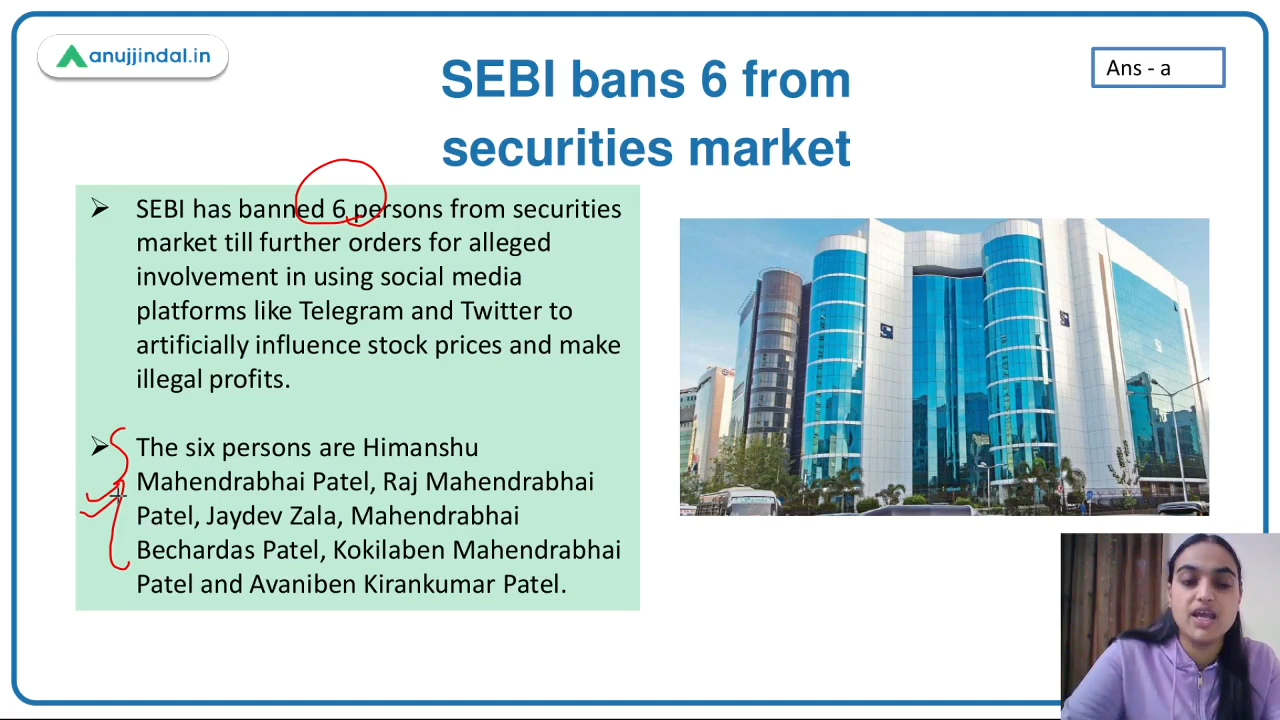 anujjindal.in
SEBI bans 6 from
securities market
Ans - a
SEBI has banned 6 persons from securities
market till further orders for alleged
involvement in using social media
platforms like Telegram and Twitter to
artificially influence stock prices and make
illegal profits.
The six persons are Himanshu
Mahendrabhai Patel, Raj Mahendrabhai
Patel, Jaydev Zala, Mahendrabhai
Bechardas Patel, Kokilaben Mahendrabhai
Patel and Avaniben Kirankumar Patel.